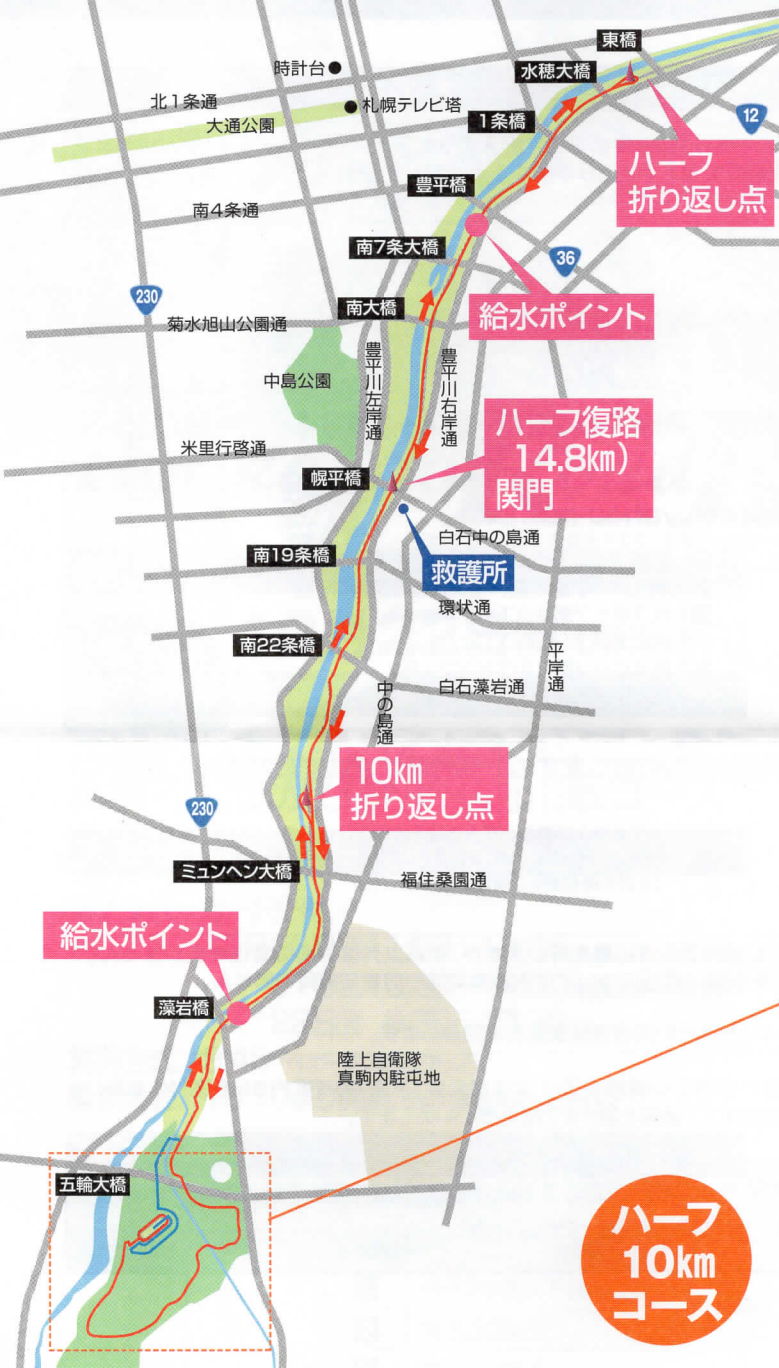 東橋
時計台
水穂大橋
北1条通
札幌テレビ塔
12
大通公園
1条橋
ハーフ
折り返し点
豊平橋
南4条通
南7条大橋
36
230
南大橋
給水ポイント
菊水旭山公園通
豊平川左岸通
豊平川右岸通
中島公園
ハーフ復路
14.8km)
関門
米里行啓通
幌平橋
白石中の島通
南19条橋
救護所
環状通
南22条橋
平岸通
中の島通
白石藻岩通
10km
折り返し点
230
ミュンヘン大橋
福住桑園通
給水ポイント
藻岩橋
陸上自衛隊
真駒内駐屯地
五輪大橋
ハーフ
10km
コース